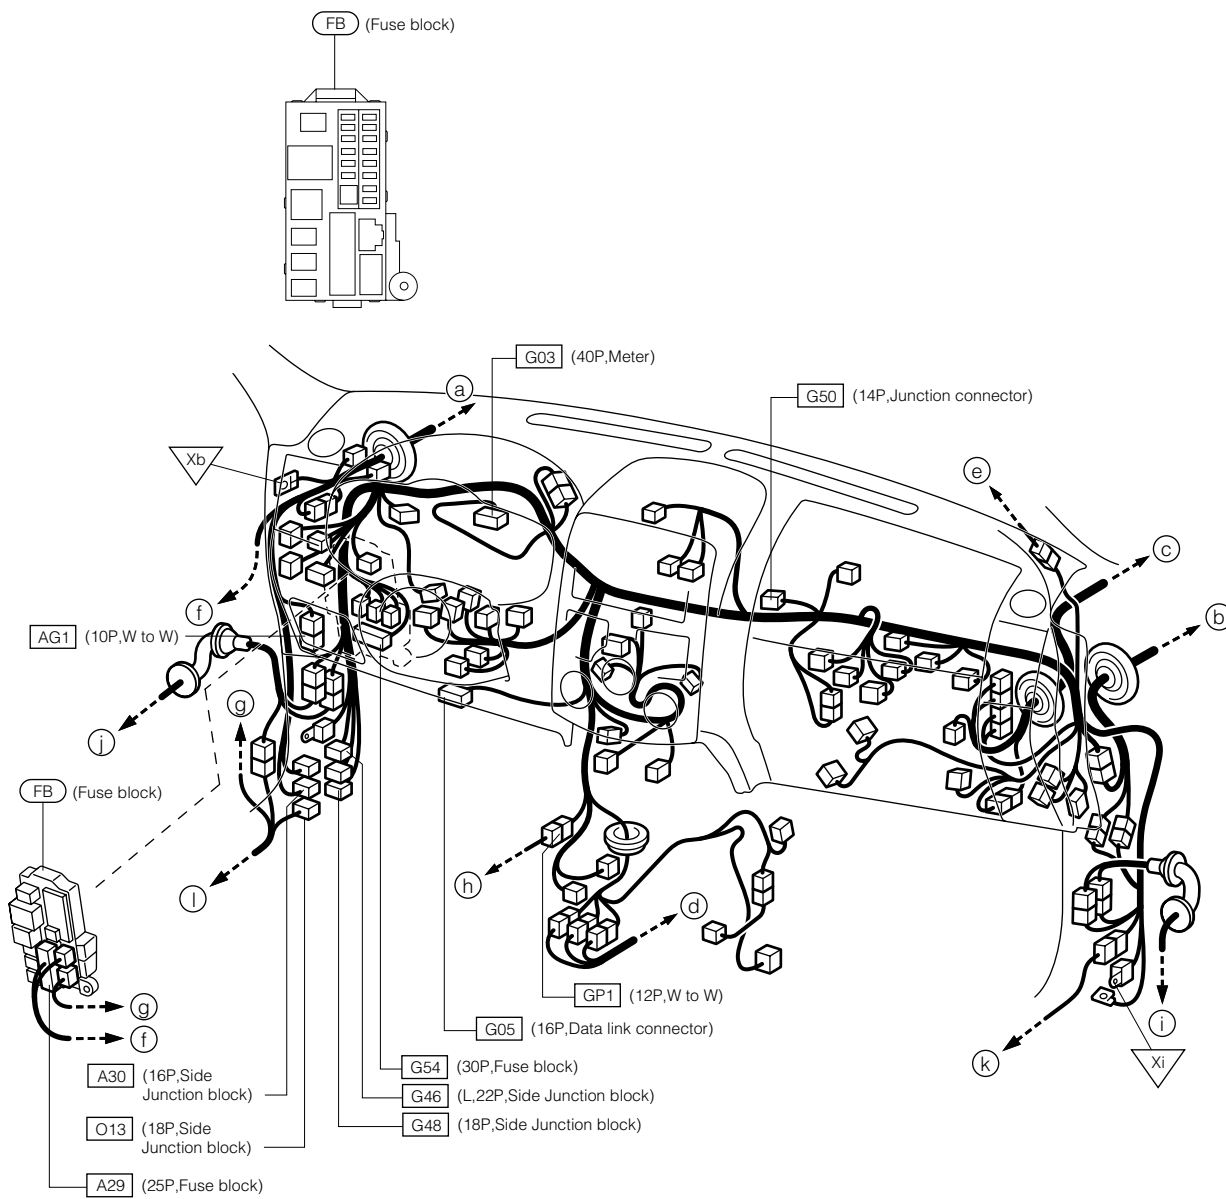 FB (Fuse block)
G03 (40P,Meter)
a
G50 (14P,Junction connector)
Xb
e
c
f
b
AG1 (10P,W to W)
g
j
FB (Fuse block)
h
l
d
GP1 (12P,W to W)
g
i
G05 (16P,Data link connector)
f
k
Xi
G54 (30P,Fuse block)
A30 (16P,Side
Junction block)
G46 (L,22P,Side Junction block)
G48 (18P,Side Junction block)
O13 (18P,Side
Junction block)
A29 (25P,Fuse block)